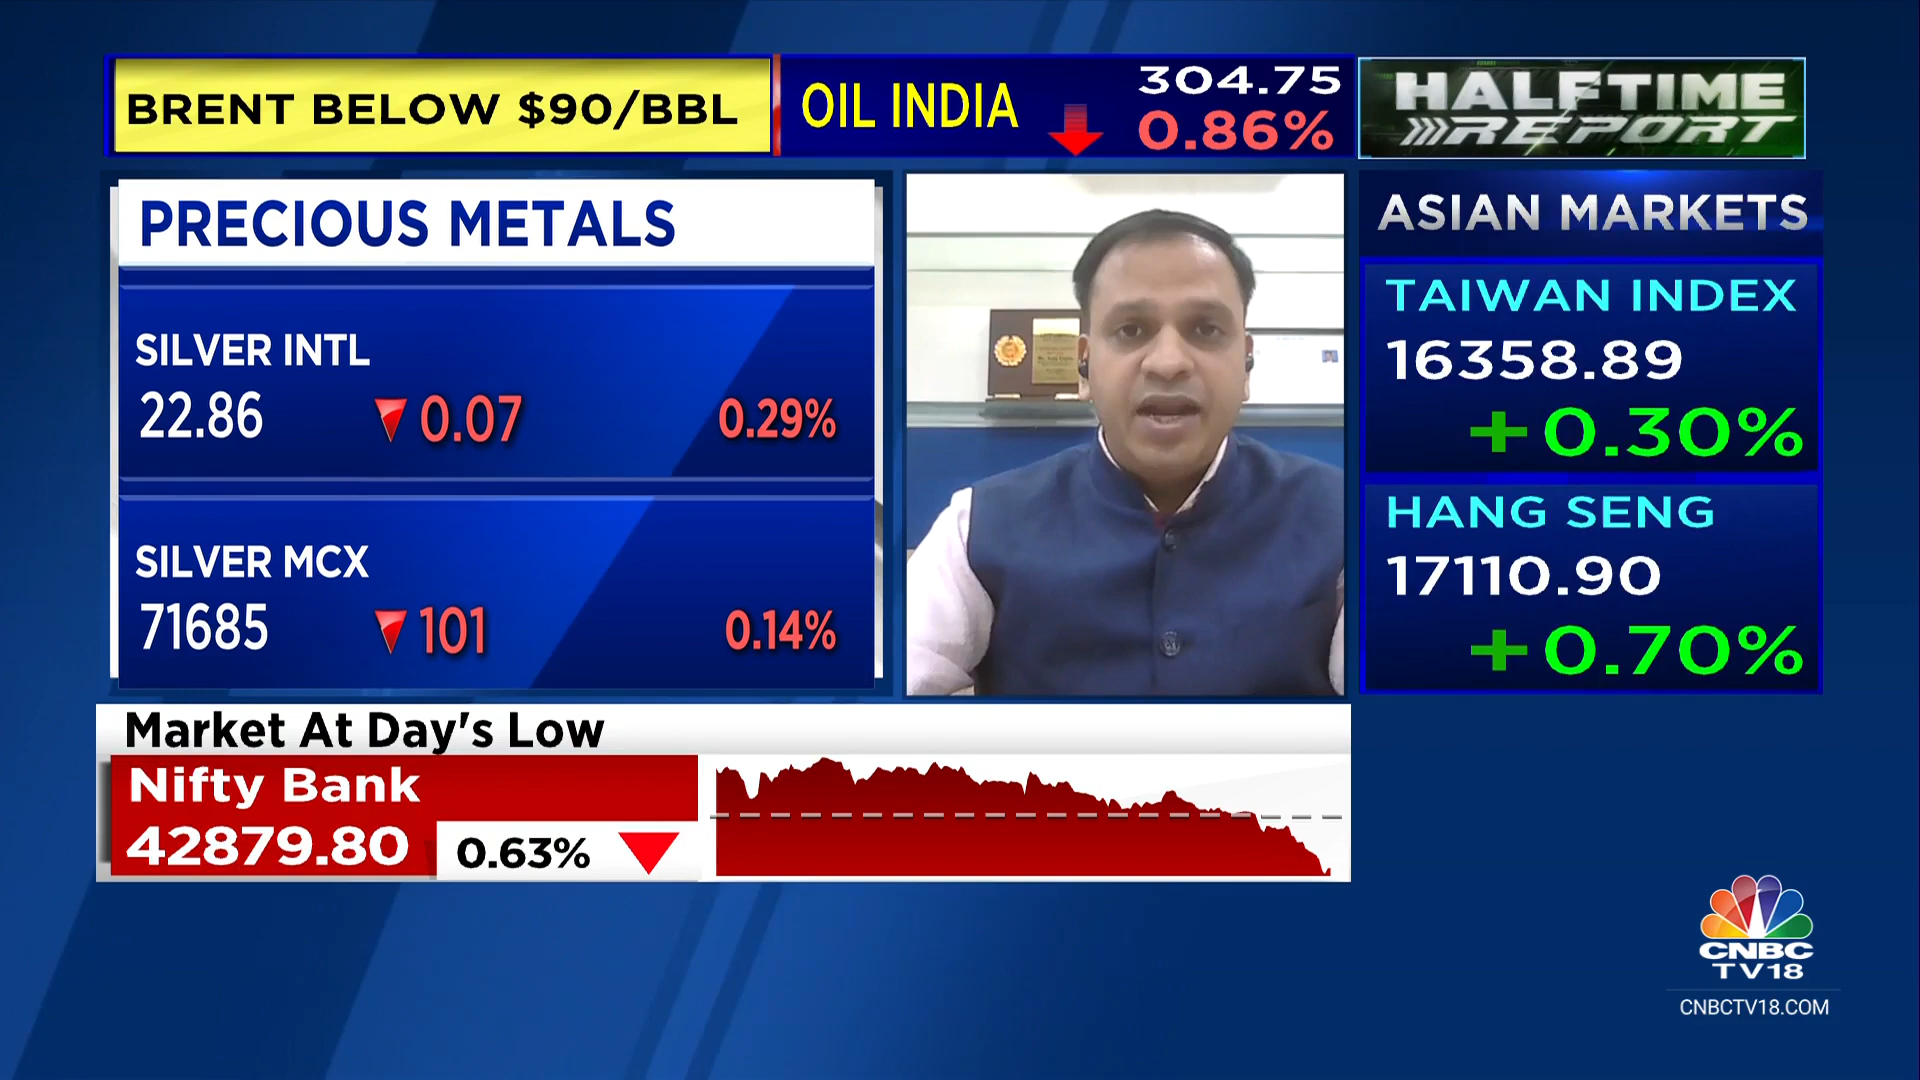 BRENT BELOW $90/BBL
OIL INDIA
304.75
0.86%
HALFTIME
REPORT
PRECIOUS METALS
SILVER INTL
22.86 0.07 0.29%
SILVER MCX
71685 101 0.14%
ASIAN MARKETS
TAIWAN INDEX
16358.89
+0.30%
HANG SENG
17110.90
+0.70%
Market At Day's Low
Nifty Bank
42879.80 0.63%
CNBC
TV18
CNBCTV18.COM